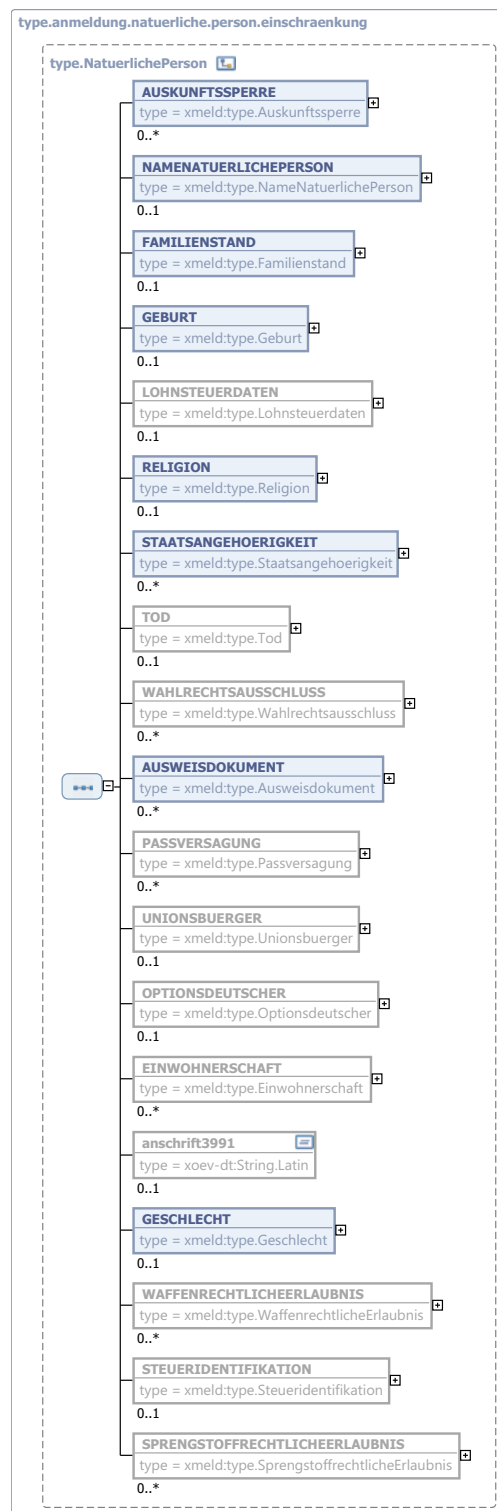 type.anmeldung.natuerliche.person.einschraenkung
type.NatuerlichePerson
AUSKUNFTSSPERRE
type = xmeld:type.Auskunftssperre
0..*
NAMENATUERLICHEPERSON
type = xmeld:type.NameNatuerlichePerson
0..1
FAMILIENSTAND
type = xmeld:type.Familienstand
0..1
GEBURT
type = xmeld:type.Geburt
0..1
LOHNSTEUERDATEN
type = xmeld:type.Lohnsteuerdaten
0..1
RELIGION
type = xmeld:type.Religion
0..1
STAATSANGEHOERIGKEIT
type = xmeld:type.Staatsangehoerigkeit
0..*
TOD
type = xmeld:type.Tod
0..1
WAHLRECHTSAUSSCHLUSS
type = xmeld:type.Wahlrechtsausschluss
0..*
AUSWEISDOKUMENT
type = xmeld:type.Ausweisdokument
0..*
PASSVERSAGUNG
type = xmeld:type.Passversagung
0..*
UNIONSBUERGER
type = xmeld:type.Unionsbuerger
0..1
OPTIONSDEUTSCHER
type = xmeld:type.Optionsdeutscher
0..1
EINWOHNERSCHAFT
type = xmeld:type.Einwohnerschaft
0..*
anschrift3991
type = xoev-dt:String.Latin
0..1
GESCHLECHT
type = xmeld:type.Geschlecht
0..1
WAFFENRECHTLICHEERLAUBNIS
type = xmeld:type.WaffenrechtlicheErlaubnis
0..*
STEUERIDENTIFIKATION
type = xmeld:type.Steueridentifikation
0..1
SPRENGSTOFFRECHTLICHEERLAUBNIS
type = xmeld:type.SprengstoffrechtlicheErlaubnis
0..*